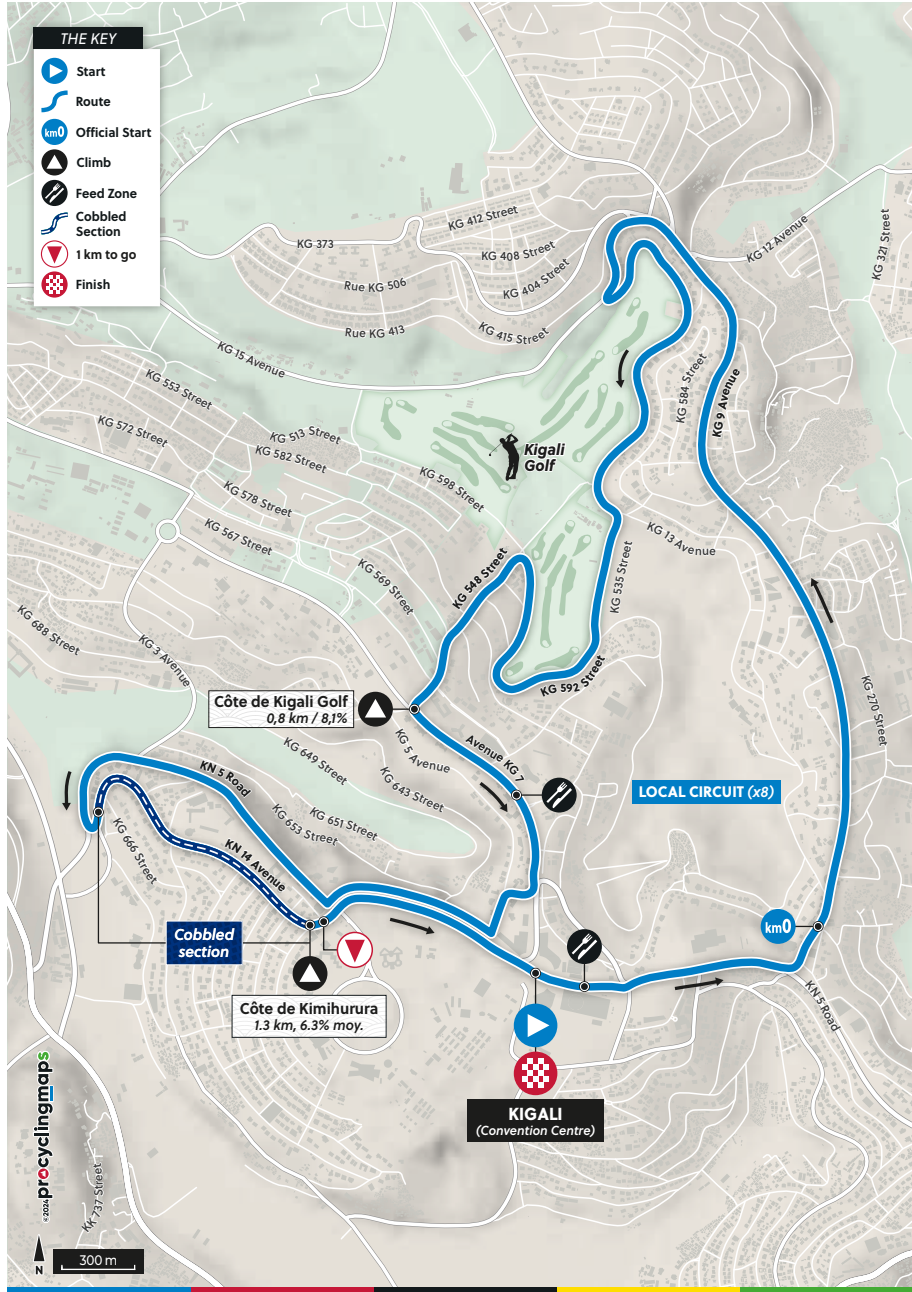 THE KEY
Start
Route
km0
Official Start
Climb
Feed Zone
Cobbled
Section
1 km to go
Finish
KG 412 Street
KG 373
KG 408 Street
KG 12 Avenue
KG 321 Street
Rue KG 506
KG 404 Street
Rue KG 413
KG 415 Street
KG 15 Avenue
KG 553 Street
KG 584 Street
KG 9 Avenue
KG 572 Street
KG 513 Street
KG 582 Street
Kigali
Golf
KG 598 Street
KG 578 Street
KG 567 Street
KG 13 Avenue
KG 569 Street
KG 548 Street
KG 535 Street
KG 688 Street
KG 3 Avenue
KG 592 Street
KG 270 Street
Côte de Kigali Golf
0,8 km / 8,1%
KG 5 Avenue
Avenue KG 7
KG 649 Street
KG 643 Street
KN 5 Road
LOCAL CIRCUIT (x8)
KG 651 Street
KG 653 Street
KG 666 Street
KN 14 Avenue
Cobbled
section
km0
Côte de Kimihurura
1.3 km, 6.3% moy.
KN 5 Road
KIGALI
(Convention Centre)
©2024 procyclingmaps
KK 737 Street
N
300 m